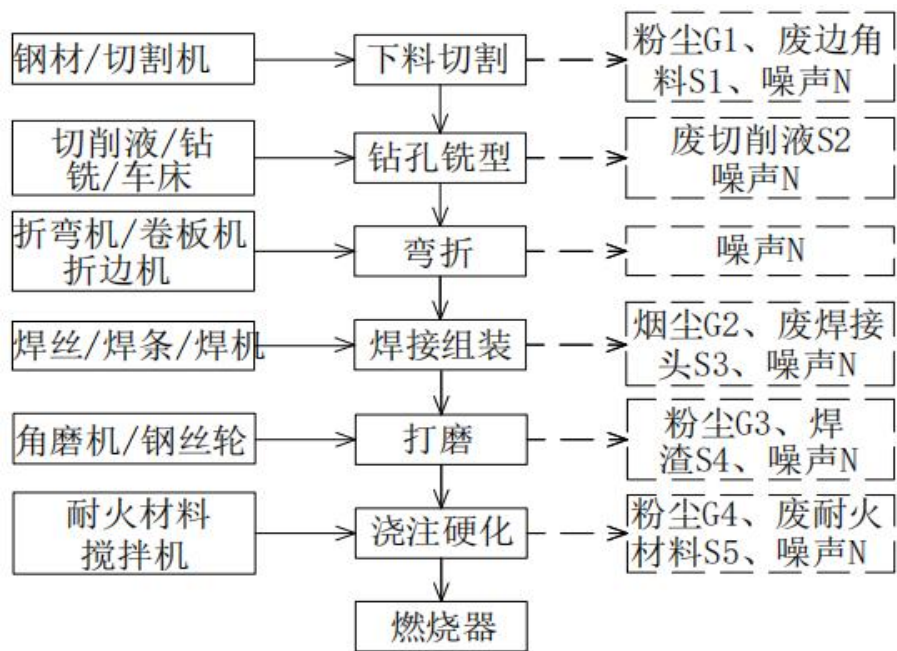 钢材/切割机
下料切割
粉尘G1、废边角
料S1、噪声N
切削液/钻
铣/车床
钻孔铣型
废切削液S2
噪声N
折弯机/卷板机
折边机
弯折
噪声N
焊丝/焊条/焊机
焊接组装
烟尘G2、废焊接
头S3、噪声N
角磨机/钢丝轮
打磨
粉尘G3、焊
渣S4、噪声N
耐火材料
搅拌机
浇注硬化
粉尘G4、废耐火
材料S5、噪声N
燃烧器